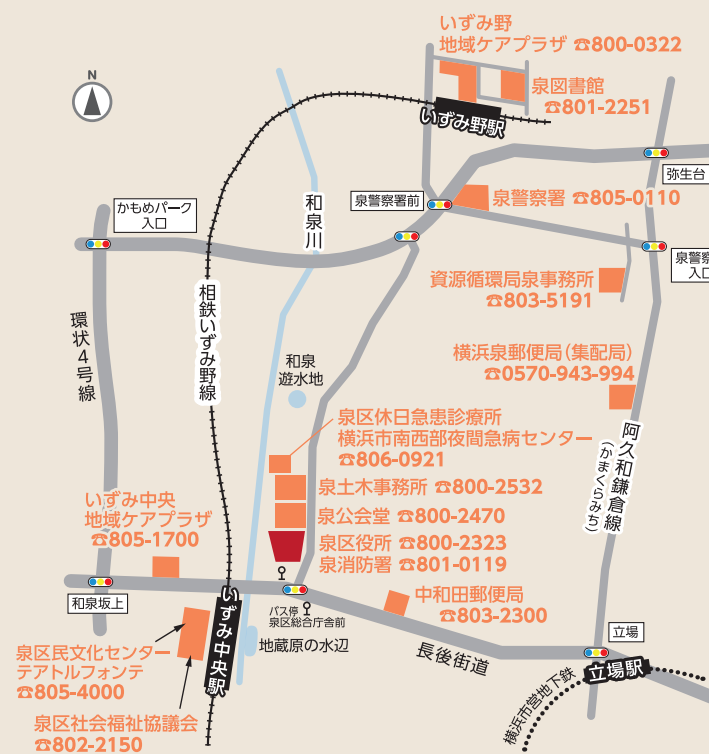 いずみ野
地域ケアプラザ ☎800-0322
N
泉図書館
☎801-2251
いずみ野駅
弥生台
かもめパーク
入口
和泉川
泉警察署前
泉警察署 ☎805-0110
泉警察
入口
資源循環局泉事務所
☎803-5191
相鉄いずみ野線
環状4号線
和泉
遊水地
横浜泉郵便局(集配局)
☎0570-943-994
泉区休日急患診療所
横浜市南西部夜間急病センター
☎806-0921
阿久和鎌倉線
(かまくらみち)
泉土木事務所 ☎800-2532
いずみ中央
地域ケアプラザ
☎805-1700
泉公会堂 ☎800-2470
泉区役所 ☎800-2323
泉消防署 ☎801-0119
和泉坂上
バス停
泉区総合庁舎前
中和田郵便局
☎803-2300
いずみ中央駅
地蔵原の水辺
長後街道
立場
立場駅
横浜市営地下鉄
泉区民文化センター
テアトルフォンテ
☎805-4000
泉区社会福祉協議会
☎802-2150